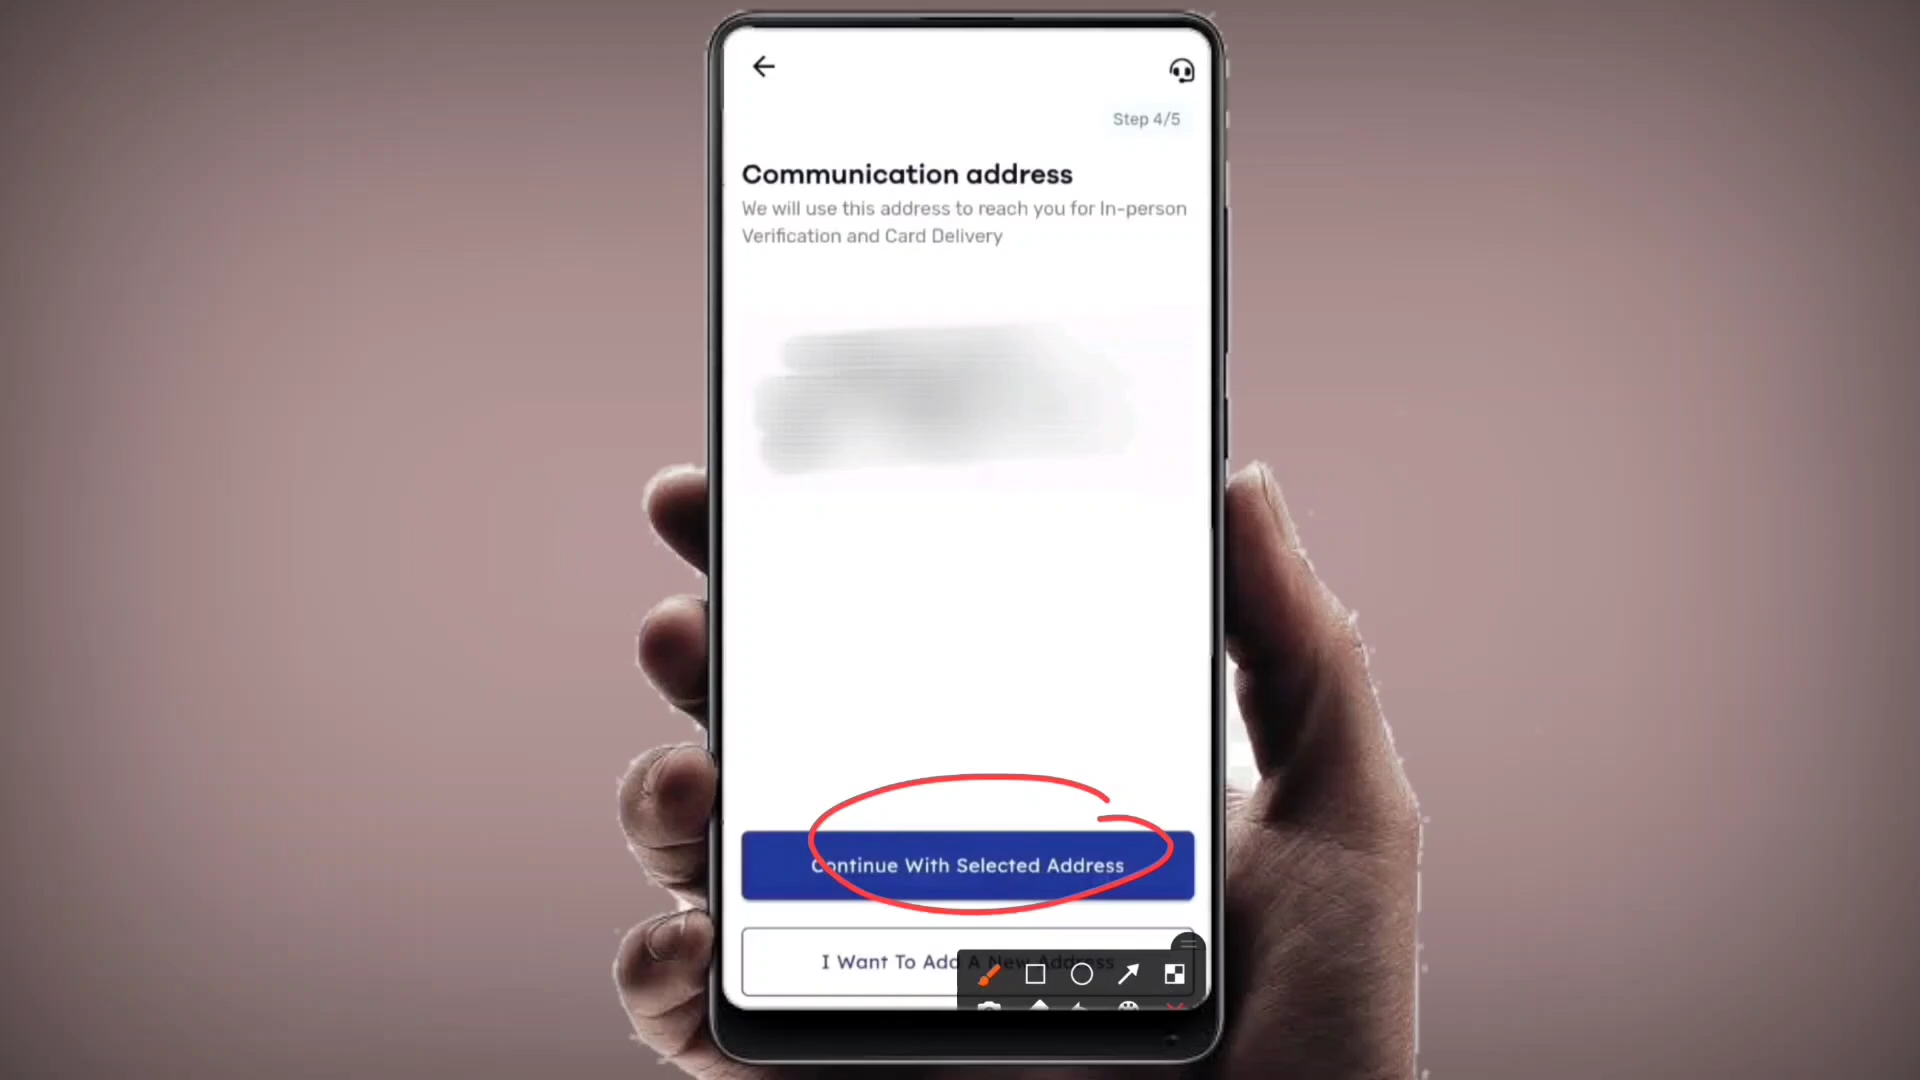 Step 4/5
Communication address
We will use this address to reach you for In-person
Verification and Card Delivery
Continue With Selected Address
I Want To Add A New Address